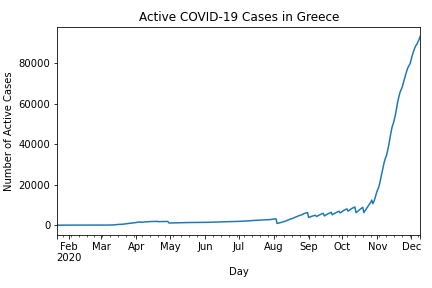 Active COVID-19 Cases in Greece
Number of Active Cases
80000
60000
40000
20000
0
Feb Mar Apr May Jun Jul Aug Sep Oct Nov Dec
2020
Day